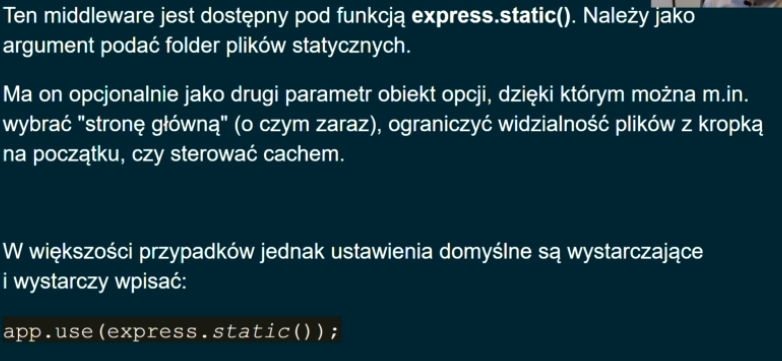 Ten middleware jest dostępny pod funkcją express.static(). Należy jako
argument podać folder plików statycznych.
Ma on opcjonalnie jako drugi parametr obiekt opcji, dzięki którym można m.in.
wybrać "stronę główną" (o czym zaraz), ograniczyć widzialność plików z kropką
na początku, czy sterować cachem.
W większości przypadków jednak ustawienia domyślne są wystarczające
i wystarczy wpisać:
app.use(express.static());